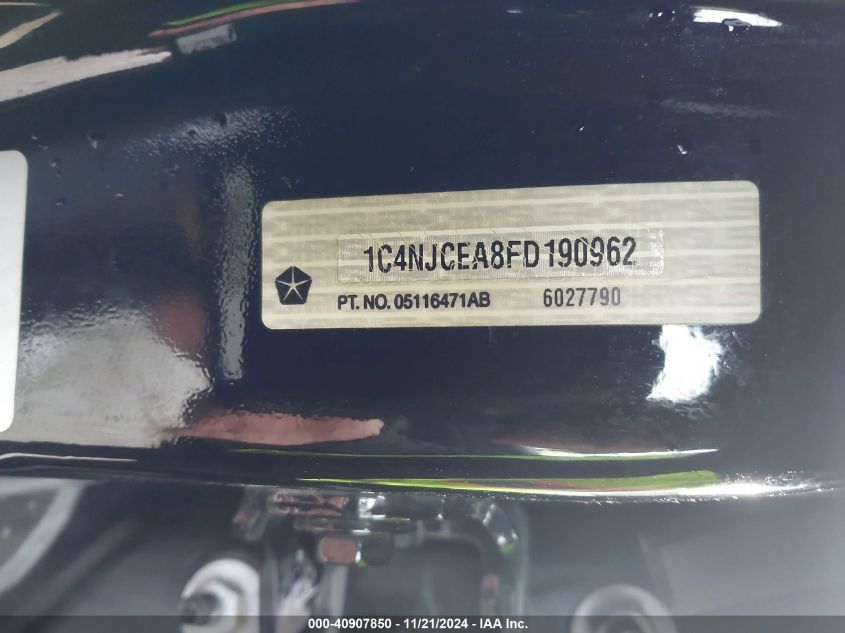 1C4NJCEA8FD190962
PT. NO. 05116471AB 6027790
000-40907850 / 11/21/2024 - IAA Inc.